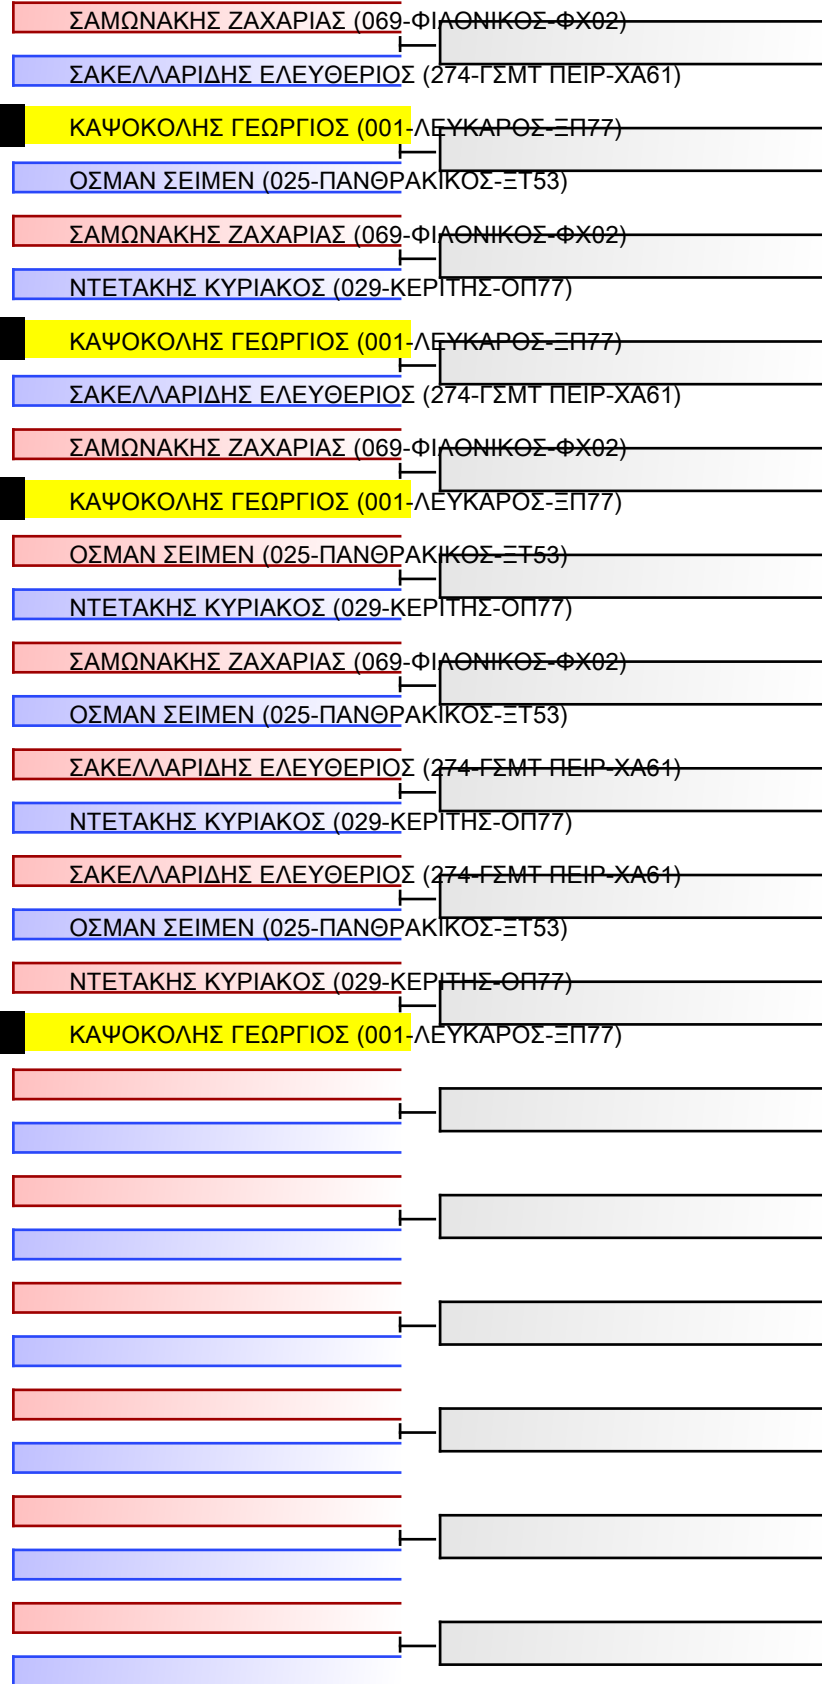 ΣΑΜΩΝΑΚΗΣ ΖΑΧΑΡΙΑΣ (069-ΦΙΛΟΝΙΚΟΣ-ΦΧ02)
ΣΑΚΕΛΛΑΡΙΔΗΣ ΕΛΕΥΘΕΡΙΟΣ (274-ΓΣΜΤ ΠΕΙΡ-ΧΑ61)
ΚΑΨΟΚΟΛΗΣ ΓΕΩΡΓΙΟΣ (001-ΛΕΥΚΑΡΟΣ-ΞΠ77)
ΟΣΜΑΝ ΣΕΙΜΕΝ (025-ΠΑΝΘΡΑΚΙΚΟΣ-ΞΤ53)
ΣΑΜΩΝΑΚΗΣ ΖΑΧΑΡΙΑΣ (069-ΦΙΛΟΝΙΚΟΣ-ΦΧ02)
ΝΤΕΤΑΚΗΣ ΚΥΡΙΑΚΟΣ (029-ΚΕΡΙΤΗΣ-ΟΠ77)
ΚΑΨΟΚΟΛΗΣ ΓΕΩΡΓΙΟΣ (001-ΛΕΥΚΑΡΟΣ-ΞΠ77)
ΣΑΚΕΛΛΑΡΙΔΗΣ ΕΛΕΥΘΕΡΙΟΣ (274-ΓΣΜΤ ΠΕΙΡ-ΧΑ61)
ΣΑΜΩΝΑΚΗΣ ΖΑΧΑΡΙΑΣ (069-ΦΙΛΟΝΙΚΟΣ-ΦΧ02)
ΚΑΨΟΚΟΛΗΣ ΓΕΩΡΓΙΟΣ (001-ΛΕΥΚΑΡΟΣ-ΞΠ77)
ΟΣΜΑΝ ΣΕΙΜΕΝ (025-ΠΑΝΘΡΑΚΙΚΟΣ-ΞΤ53)
ΝΤΕΤΑΚΗΣ ΚΥΡΙΑΚΟΣ (029-ΚΕΡΙΤΗΣ-ΟΠ77)
ΣΑΜΩΝΑΚΗΣ ΖΑΧΑΡΙΑΣ (069-ΦΙΛΟΝΙΚΟΣ-ΦΧ02)
ΟΣΜΑΝ ΣΕΙΜΕΝ (025-ΠΑΝΘΡΑΚΙΚΟΣ-ΞΤ53)
ΣΑΚΕΛΛΑΡΙΔΗΣ ΕΛΕΥΘΕΡΙΟΣ (274-ΓΣΜΤ ΠΕΙΡ-ΧΑ61)
ΝΤΕΤΑΚΗΣ ΚΥΡΙΑΚΟΣ (029-ΚΕΡΙΤΗΣ-ΟΠ77)
ΣΑΚΕΛΛΑΡΙΔΗΣ ΕΛΕΥΘΕΡΙΟΣ (274-ΓΣΜΤ ΠΕΙΡ-ΧΑ61)
ΟΣΜΑΝ ΣΕΙΜΕΝ (025-ΠΑΝΘΡΑΚΙΚΟΣ-ΞΤ53)
ΝΤΕΤΑΚΗΣ ΚΥΡΙΑΚΟΣ (029-ΚΕΡΙΤΗΣ-ΟΠ77)
ΚΑΨΟΚΟΛΗΣ ΓΕΩΡΓΙΟΣ (001-ΛΕΥΚΑΡΟΣ-ΞΠ77)